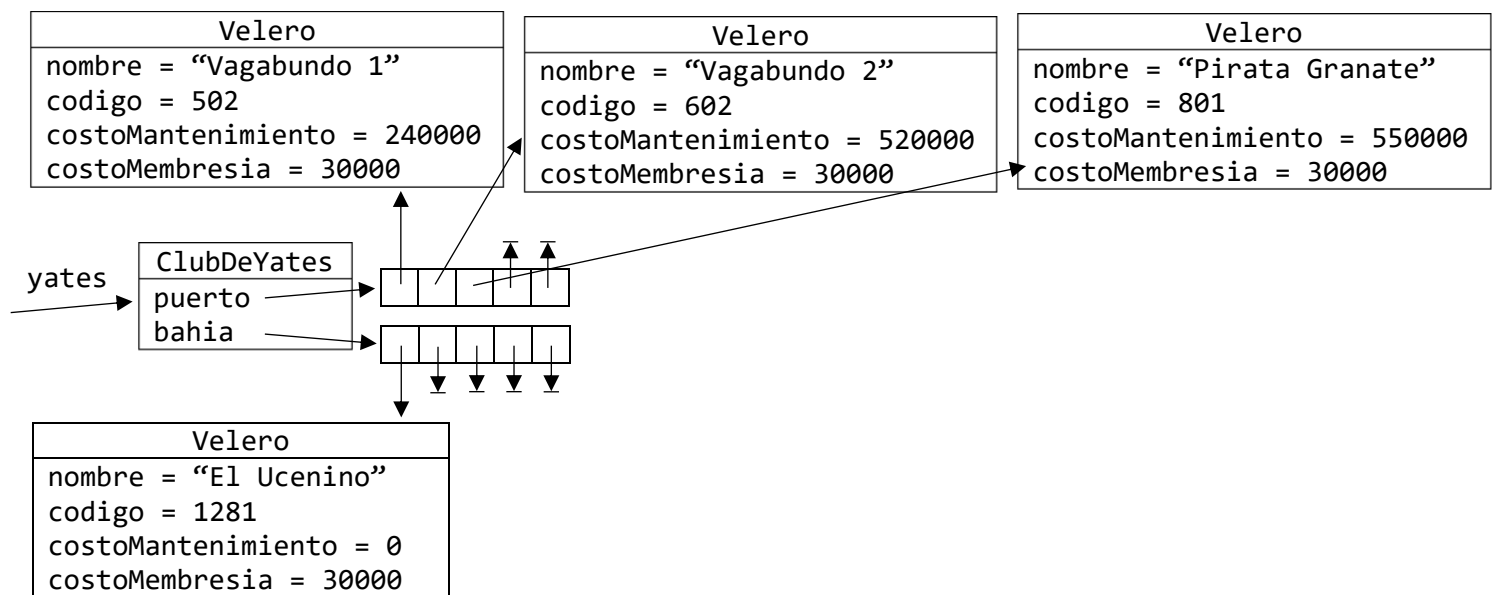 Velero
nombre = “Vagabundo 1”
codigo = 502
costoMantenimiento = 240000
costoMembresia = 30000
Velero
nombre = “Vagabundo 2”
codigo = 602
costoMantenimiento = 520000
costoMembresia = 30000
Velero
nombre = “Pirata Granate”
codigo = 801
costoMantenimiento = 550000
costoMembresia = 30000
yates
ClubDeYates
puerto
bahia
Velero
nombre = “El Ucenino”
codigo = 1281
costoMantenimiento = 0
costoMembresia = 30000